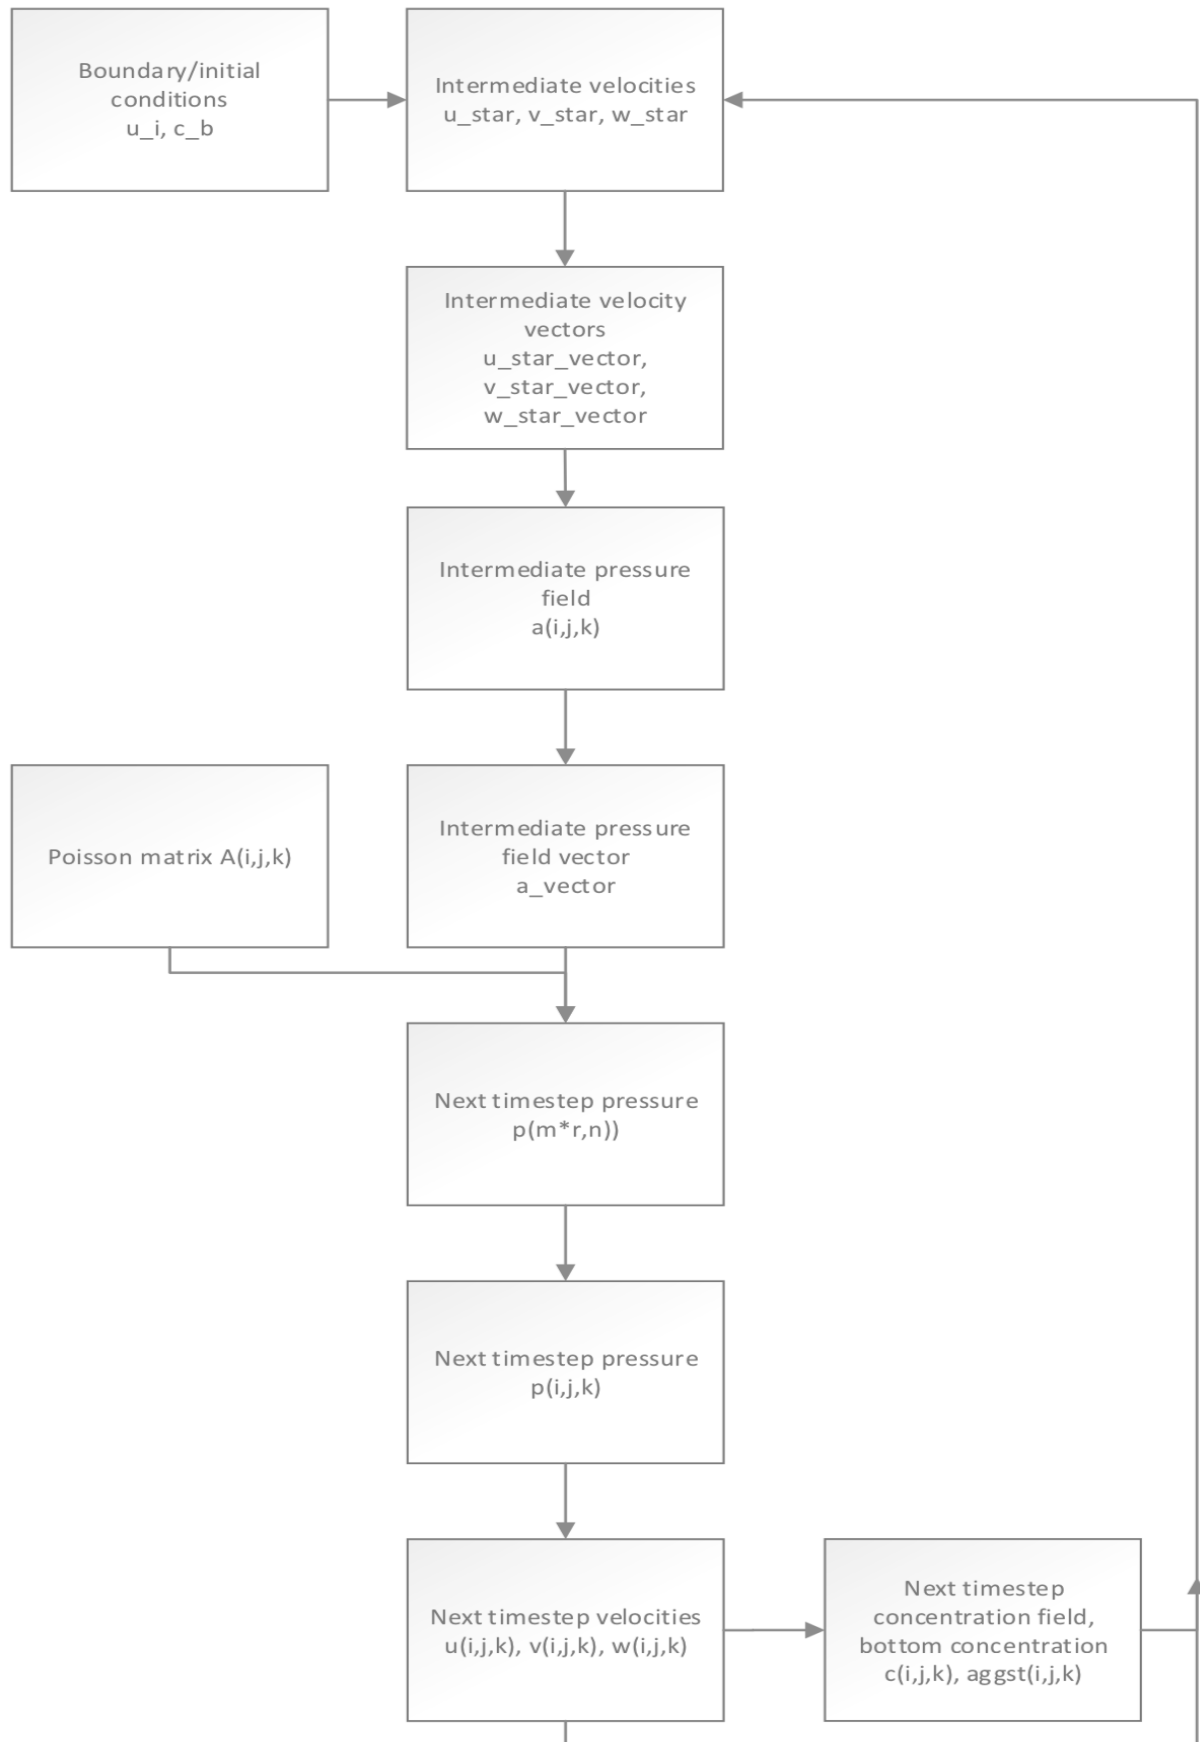 Boundary/initial
conditions
u_i, c_b
Intermediate velocities
u_star, v_star, w_star
Intermediate velocity
vectors
u_star_vector,
v_star_vector,
w_star_vector
Intermediate pressure
field
a(i,j,k)
Poisson matrix A(i,j,k)
Intermediate pressure
field vector
a_vector
Next timestep pressure
p(m*r,n))
Next timestep pressure
p(i,j,k)
Next timestep velocities
u(i,j,k), v(i,j,k), w(i,j,k)
Next timestep
concentration field,
bottom concentration
c(i,j,k), aggst(i,j,k)